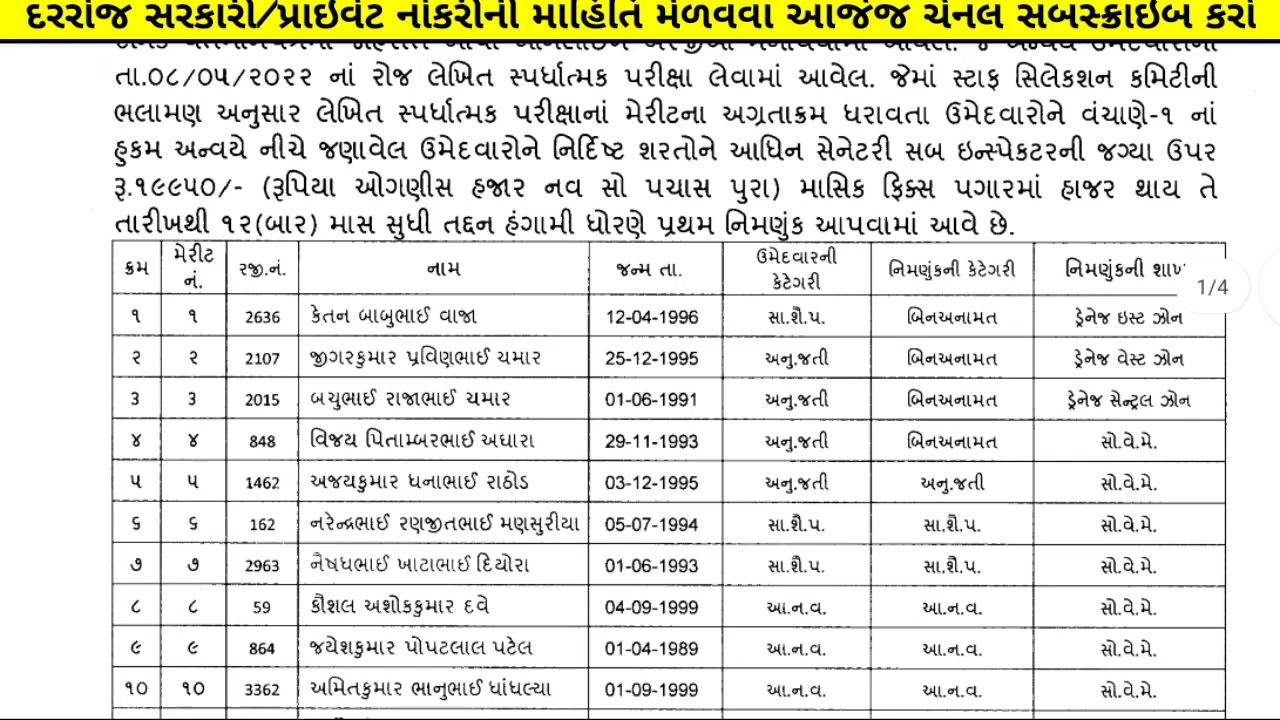 દરરોજ સરકારી/પ્રાઇવેટ નોકરીની માહિતિ મેળવવા આજેજ ચેનલ સબસ્ક્રાઇબ કરો
તા.૦૮/૦૫/૨૦૨૨ નાં રોજ લેખિત સ્પર્ધાત્મક પરીક્ષા લેવામાં આવેલ. જેમાં સ્ટાફ સિલેકશન કમિટીની
ભલામણ અનુસાર લેખિત સ્પર્ધાત્મક પરીક્ષાનાં મેરીટના અગ્રતાક્રમ ધરાવતા ઉમેદવારોને વંચાણે-૧ નાં
હુકમ અન્વયે નીચે જણાવેલ ઉમેદવારોને નિર્દિષ્ટ શરતોને આધિન સેનેટરી સબ ઇન્સ્પેકટરની જગ્યા ઉપર
રૂ.૧૯૯૫૦/- (રૂપિયા ઓગણીસ હજાર નવ સો પચાસ પુરા) માસિક ફિક્સ પગારમાં હાજર થાય તે
તારીખથી ૧૨(બાર) માસ સુધી તદ્દન હંગામી ધોરણે પ્રથમ નિમણુંક આપવામાં આવે છે.
ક્રમ મેરીટ નં. રજી.નં. નામ જન્મ તા. ઉમેદવારની કેટેગરી નિમણુંકની કેટેગરી નિમણુંકની
1/4
૧ ૧ 2636 કેતન બાબુભાઈ વાજા 12-04-1996 સા.શૈ.પ. બિનઅનામત ડ્રેનેજ ઇસ્ટ ઝોન
૨ ૨ 2107 જીગરકુમાર પ્રવિણભાઈ ચમાર 25-12-1995 અનુ.જતી બિનઅનામત ડ્રેનેજ વેસ્ટ ઝોન
૩ ૩ 2015 બચુભાઈ રાજાભાઈ ચમાર 01-06-1991 અનુ.જતી બિનઅનામત ડ્રેનેજ સેન્ટ્રલ ઝોન
૪ ૪ 848 વિજય પિતામ્બરભાઈ અઘારા 29-11-1993 અનુ.જતી બિનઅનામત સો.વે.મે.
૫ ૫ 1462 અજયકુમાર ધનાભાઈ રાઠોડ 03-12-1995 અનુ.જતી અનુ.જતી સો.વે.મે.
૬ ૬ 162 નરેન્દ્રભાઈ રણજીતભાઈ મણસુરીયા 05-07-1994 સા.શૈ.પ. સા.શૈ.પ. સો.વે.મે.
૭ ૭ 2963 નૈષધભાઈ ખાટાભાઈ દિયોરા 01-06-1993 સા.શૈ.પ. સા.શૈ.પ. સો.વે.મે.
૮ ૮ 59 કૌશલ અશોકકુમાર દવે 04-09-1999 આ.ન.વ. આ.ન.વ. સો.વે.મે.
૯ ૯ 864 જયેશકુમાર પોપટલાલ પટેલ 01-04-1989 આ.ન.વ. આ.ન.વ. સો.વે.મે.
૧૦ ૧૦ 3362 અમિતકુમાર ભાનુભાઈ ધાંધલ્યા 01-09-1999 આ.ન.વ. આ.ન.વ. સો.વે.મે.